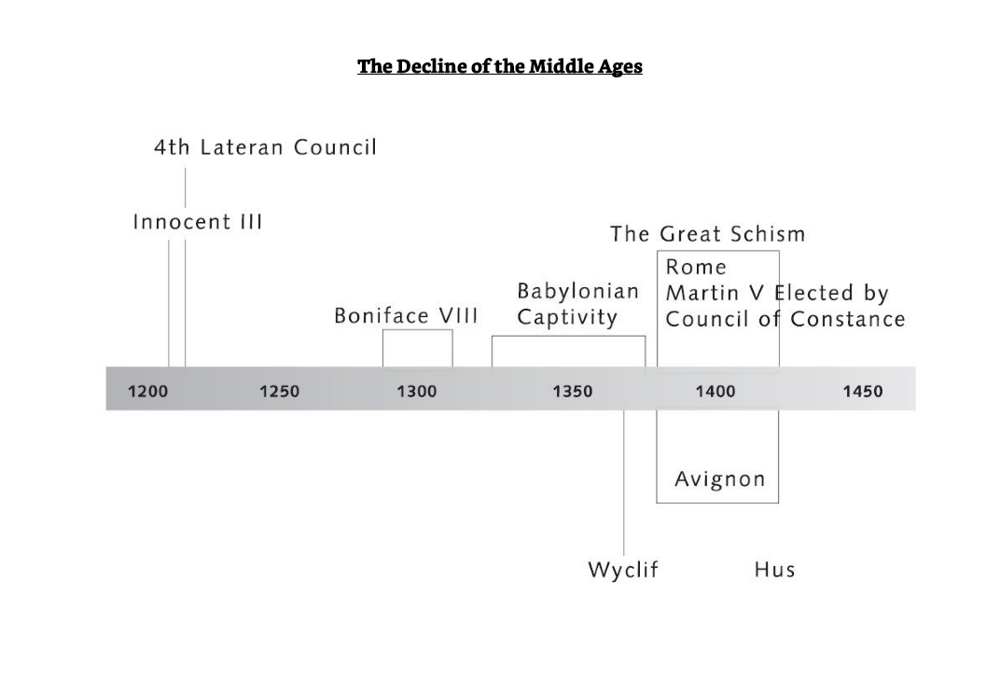 The Decline of the Middle Ages
4th Lateran Council
Innocent III
The Great Schism
Rome
Martin V Elected by
Council of Constance
Babylonian
Captivity
Boniface VIII
1200 1250 1300 1350 1400 1450
Avignon
Wyclif Hus